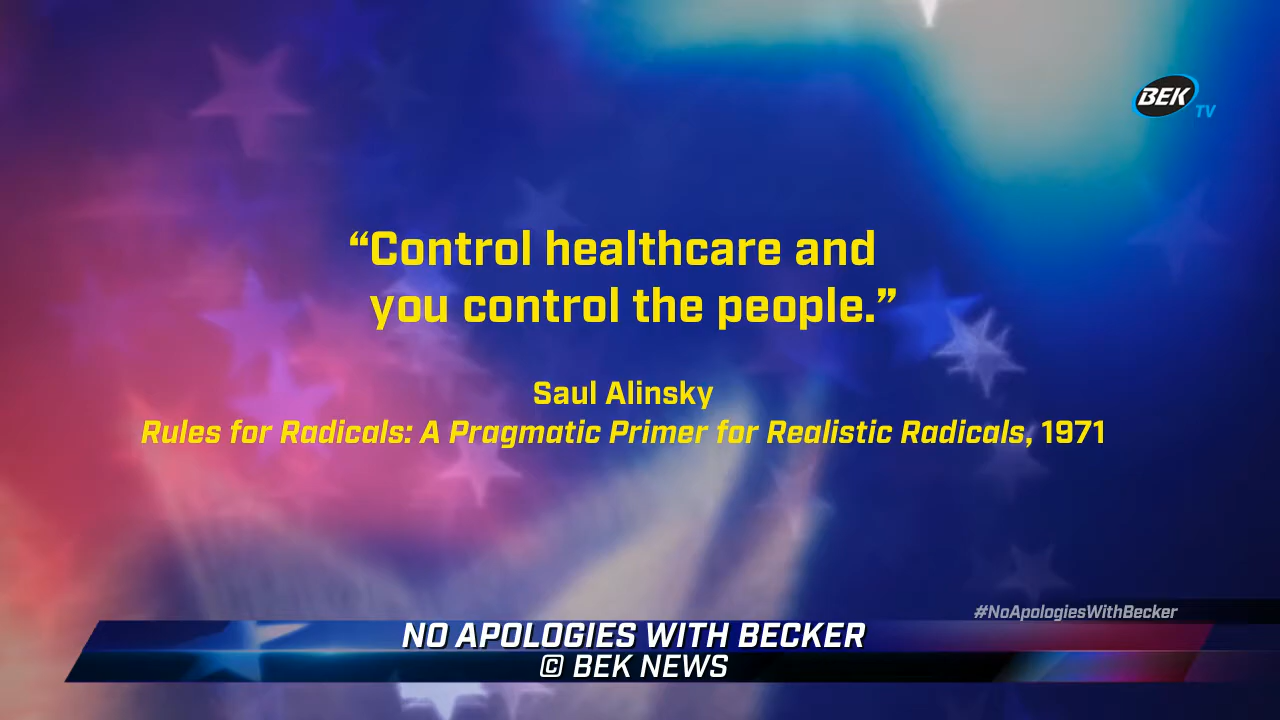 BEK TV
“Control healthcare and
you control the people.”
Saul Alinsky
Rules for Radicals: A Pragmatic Primer for Realistic Radicals, 1971
#NoApologiesWithBecker
NO APOLOGIES WITH BECKER
© BEK NEWS